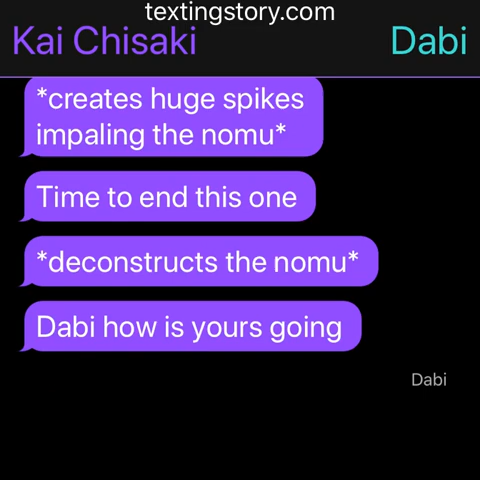 textingstory.com
Kai Chisaki
Dabi
*creates huge spikes
impaling the nomu*
Time to end this one
*deconstructs the nomu*
Dabi how is yours going
Dabi